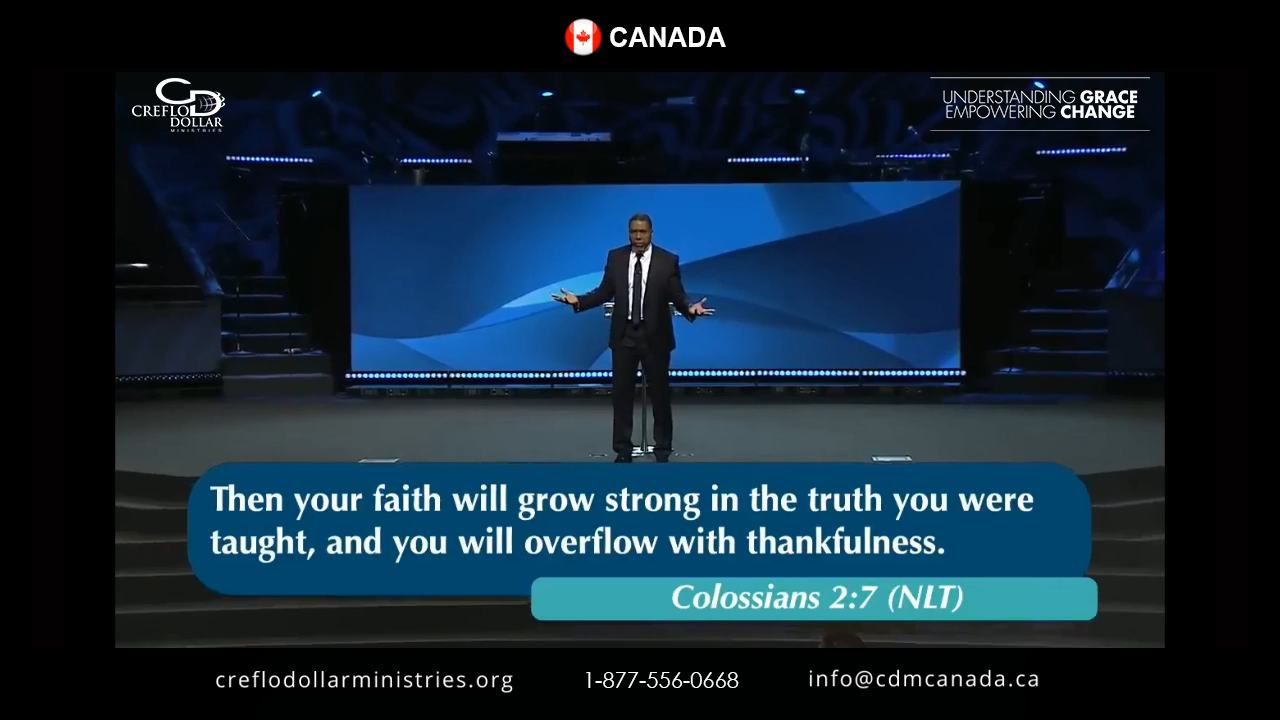 CANADA
CREFLO
DOLLAR
MINISTRIES
UNDERSTANDING GRACE
EMPOWERING CHANGE
Then your faith will grow strong in the truth you were
taught, and you will overflow with thankfulness.
Colossians 2:7 (NLT)
creflodollarministries.org
1-877-556-0668
info@cdmcanada.ca